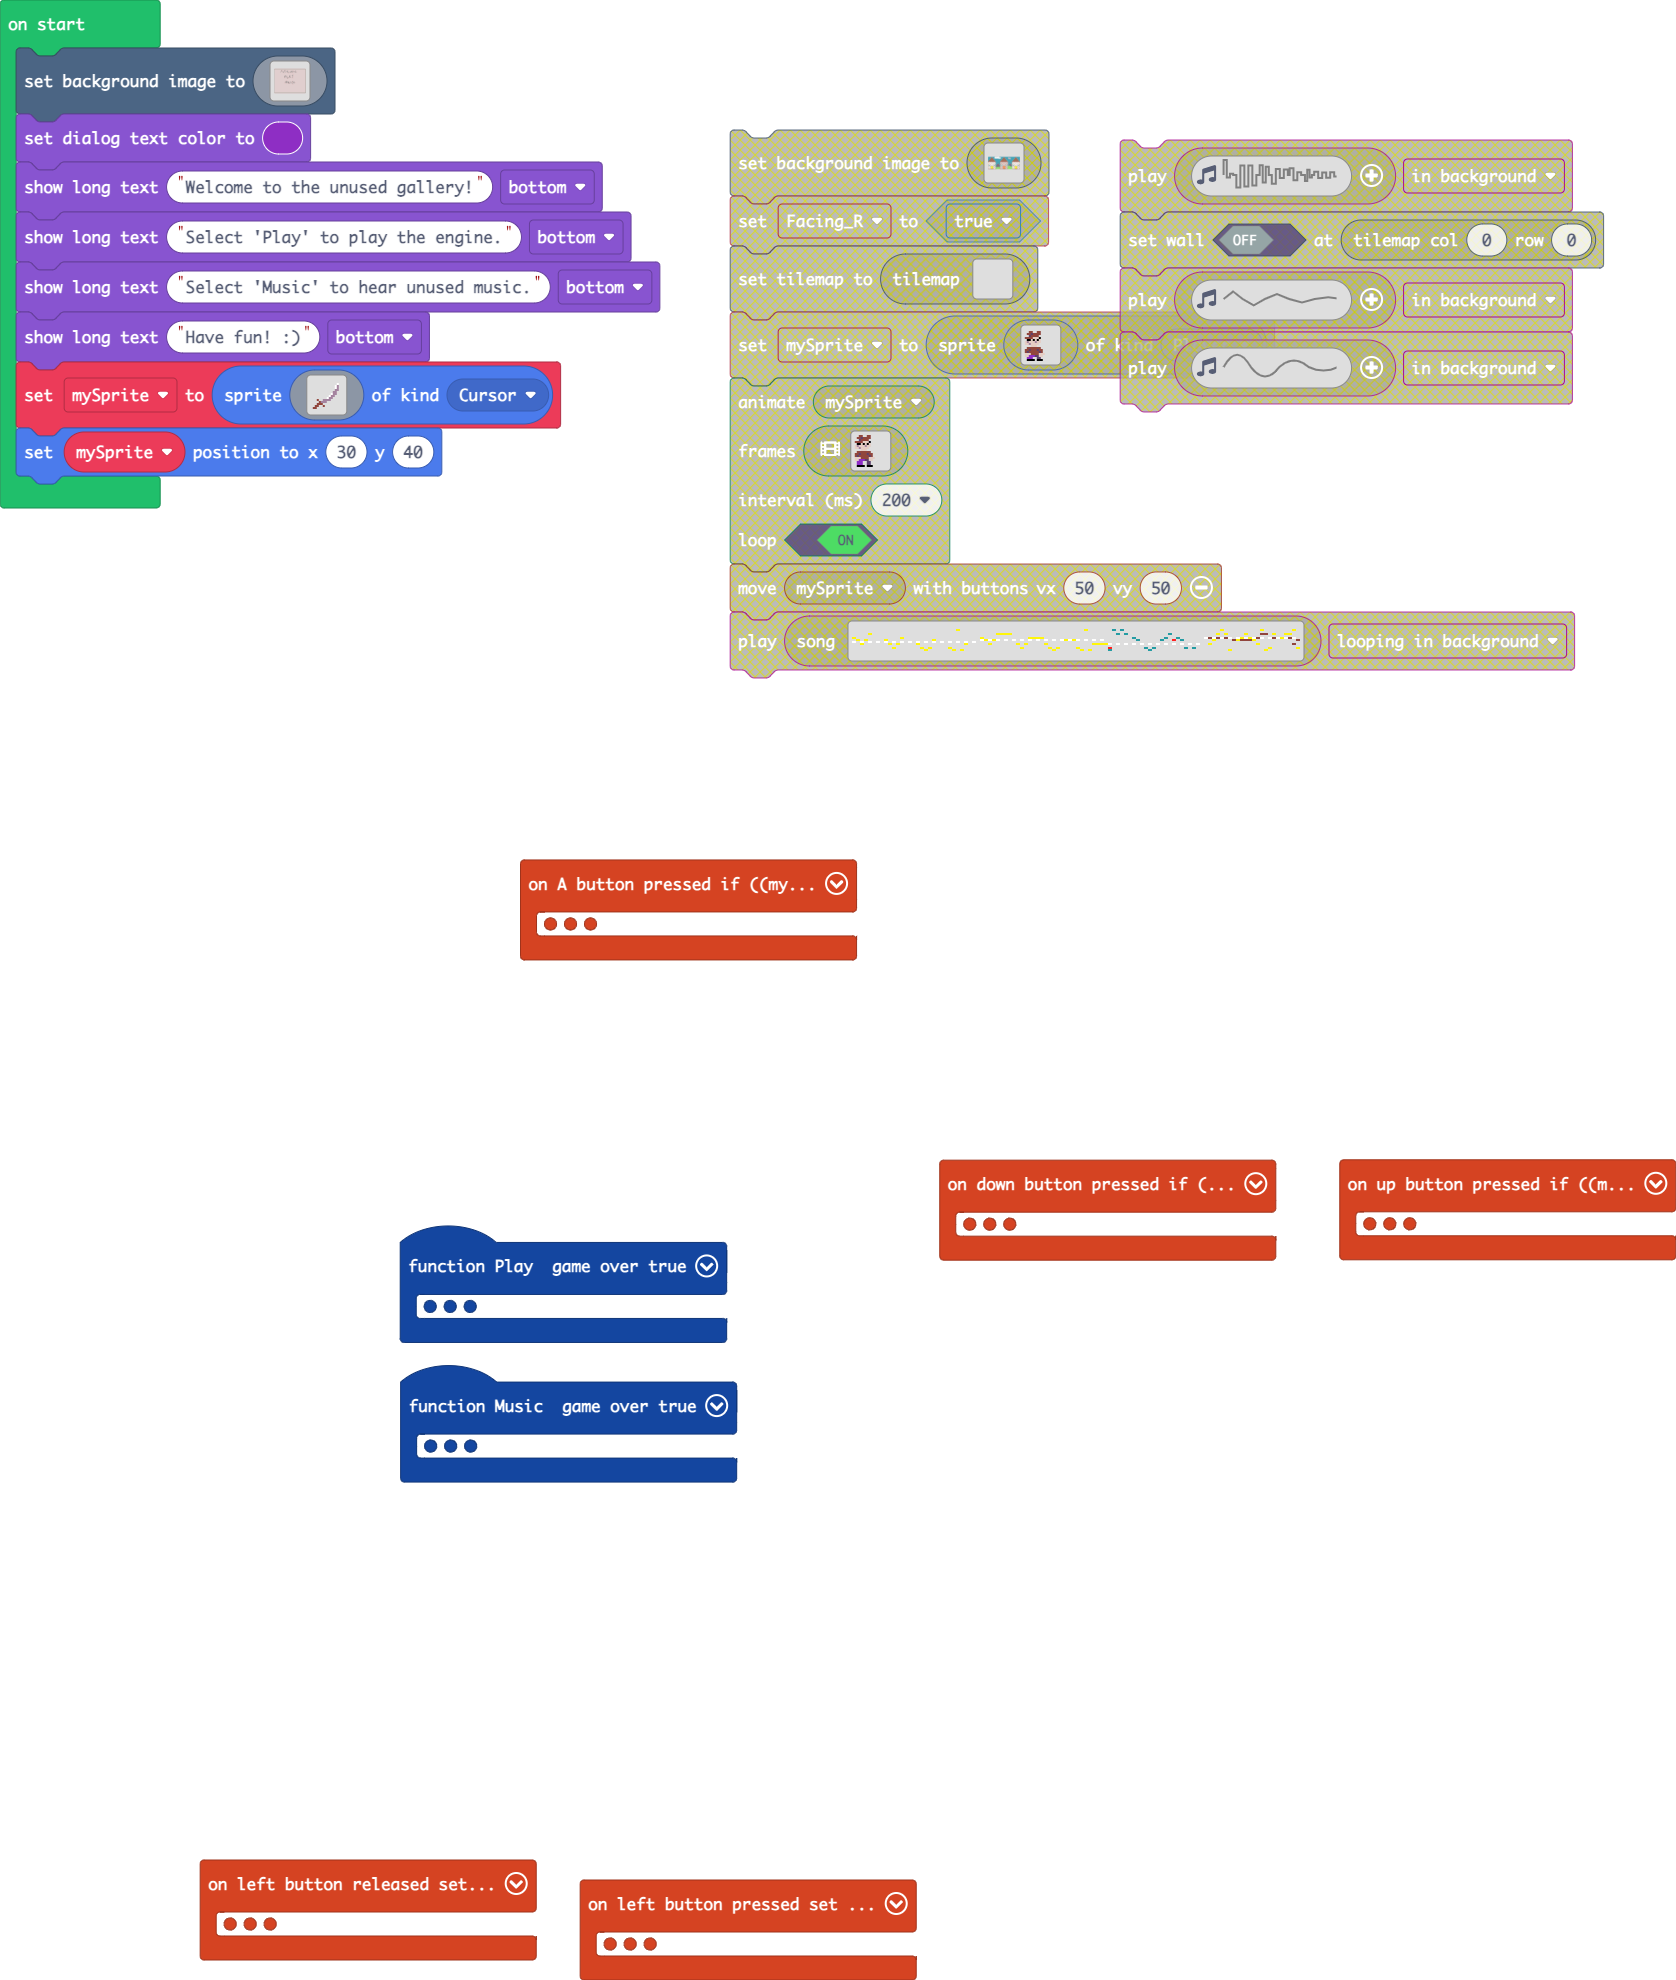 on start
set background image to
set dialog text color to
show long text "Welcome to the unused gallery!" bottom
show long text "Select 'Play' to play the engine." bottom
show long text "Select 'Music' to hear unused music." bottom
show long text "Have fun! :)" bottom
set mySprite to sprite of kind Cursor
set mySprite position to x 30 y 40
set background image to
set Facing_R to true
set tilemap to tilemap
set mySprite to sprite of
animate mySprite
frames
interval (ms) 200
loop ON
move mySprite with buttons vx 50 vy 50
play song looping in background
play in background
set wall OFF at tilemap col 0 row 0
play in background
play in background
on A button pressed if ((my...
on down button pressed if (...
on up button pressed if ((m...
function Play game over true
function Music game over true
on left button released set...
on left button pressed set ...